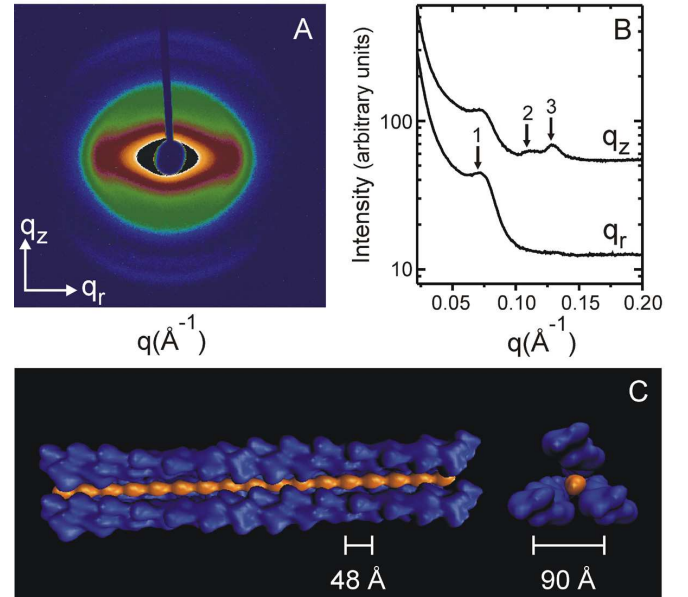 A
q_z
q_r
q(Å⁻¹)
B
Intensity (arbitrary units)
100
10
1
2
3
q_z
q_r
0.05 0.10 0.15 0.20
q(Å⁻¹)
C
48 Å
90 Å